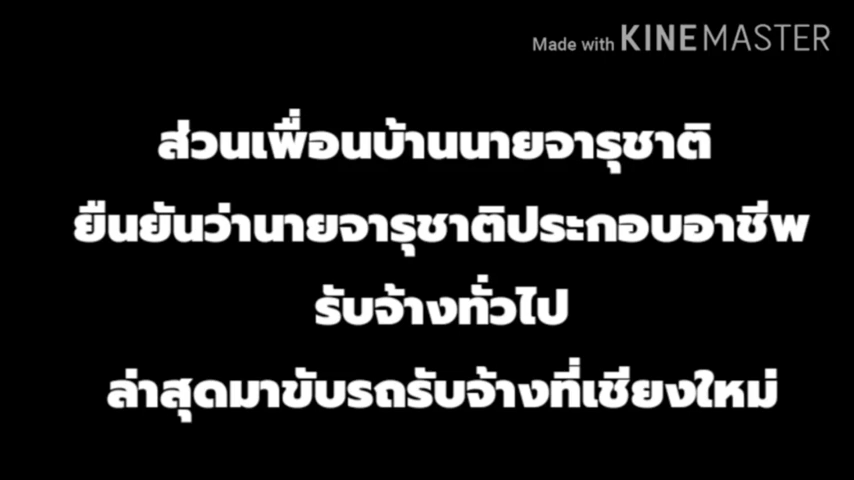 Made with KINEMASTER
ส่วนเพื่อนบ้านนายจารุชาติ
ยืนยันว่านายจารุชาติประกอบอาชีพ
รับจ้างทั่วไป
ล่าสุดมาขับรถรับจ้างที่เชียงใหม่